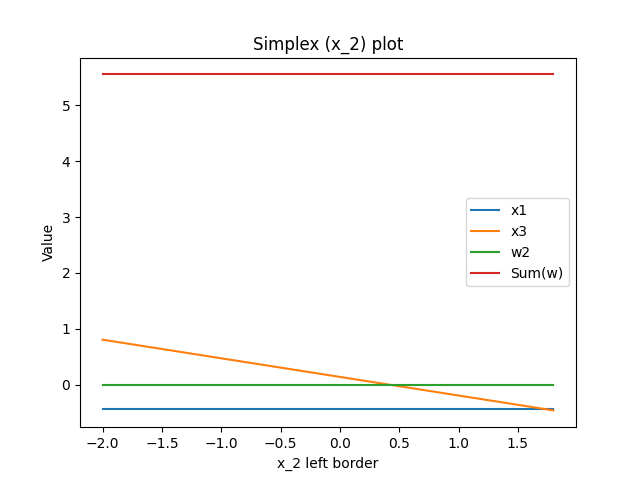 Simplex (x_2) plot
Value
5
4
3
2
1
0
x1
x3
w2
Sum(w)
−2.0 −1.5 −1.0 −0.5 0.0 0.5 1.0 1.5
x_2 left border